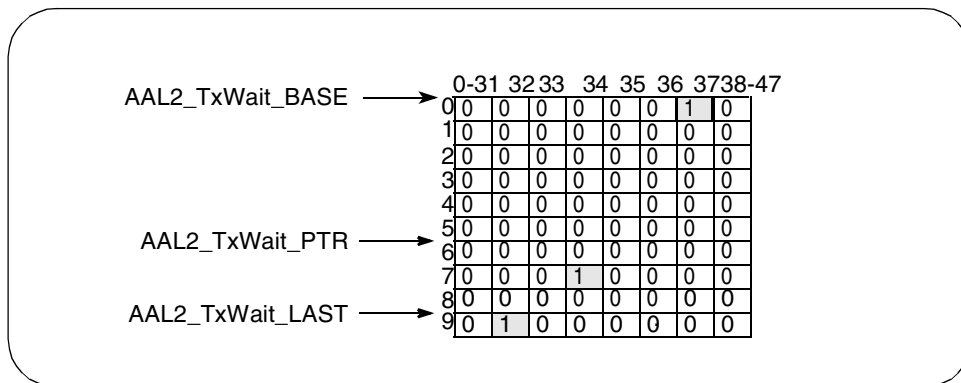 0-31 32 33 34 35 36 37 38-47
AAL2_TxWait_BASE
0 0 0 0 0 0 0 1 0
1 0 0 0 0 0 0 0 0
2 0 0 0 0 0 0 0 0
3 0 0 0 0 0 0 0 0
4 0 0 0 0 0 0 0 0
5 0 0 0 0 0 0 0 0
AAL2_TxWait_PTR
6 0 0 0 0 0 0 0 0
7 0 0 0 1 0 0 0 0
8 0 0 0 0 0 0 0 0
AAL2_TxWait_LAST
9 0 1 0 0 0 0 0 0